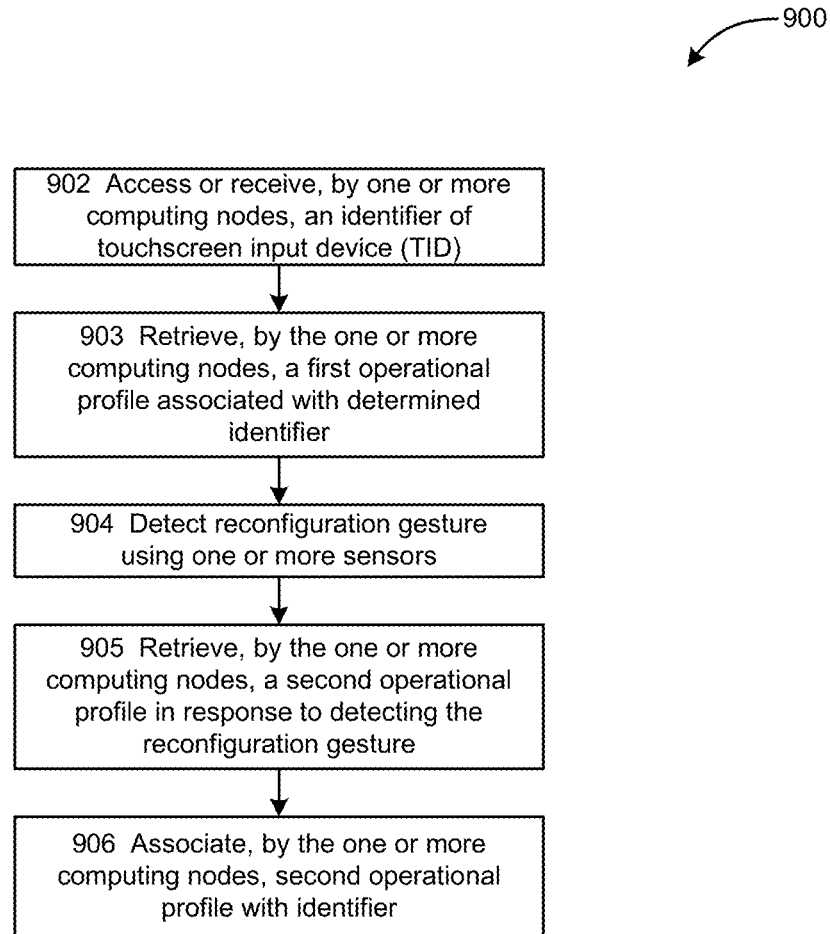 900
902 Access or receive, by one or more
computing nodes, an identifier of
touchscreen input device (TID)
903 Retrieve, by the one or more
computing nodes, a first operational
profile associated with determined
identifier
904 Detect reconfiguration gesture
using one or more sensors
905 Retrieve, by the one or more
computing nodes, a second operational
profile in response to detecting the
reconfiguration gesture
906 Associate, by the one or more
computing nodes, second operational
profile with identifier